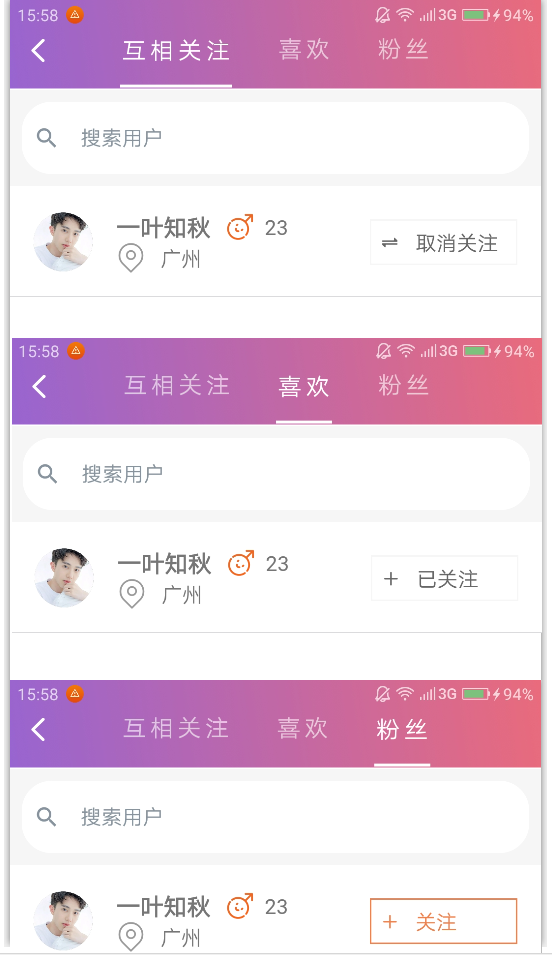 15:58 3G 94%
互相关注 喜欢 粉丝
搜索用户
一叶知秋 23
广州 取消关注
15:58 3G 94%
互相关注 喜欢 粉丝
搜索用户
一叶知秋 23
广州 已关注
15:58 3G 94%
互相关注 喜欢 粉丝
搜索用户
一叶知秋 23
广州 关注